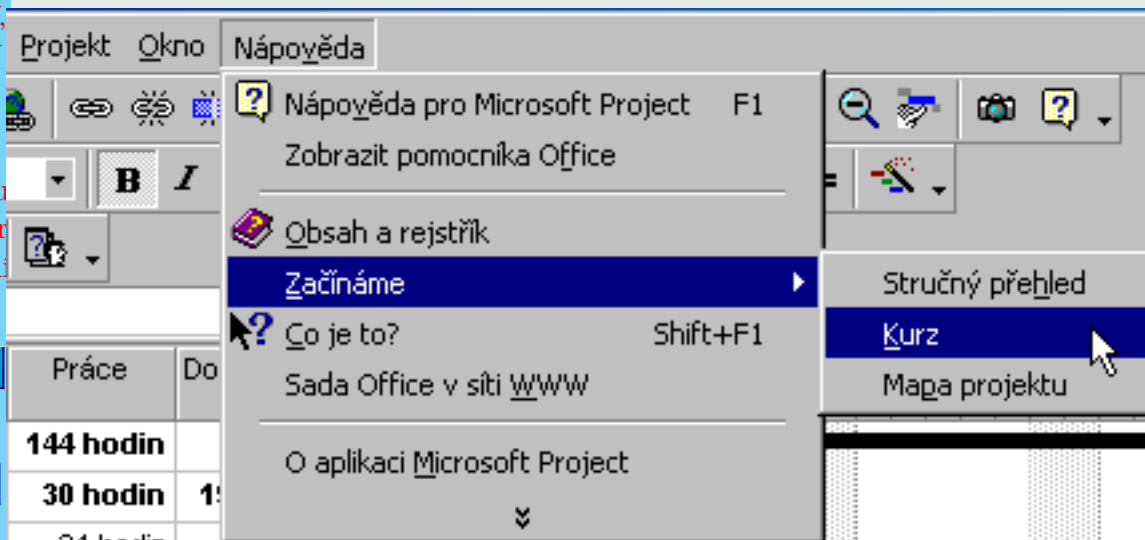 Projekt Okno Nápověda
Nápověda pro Microsoft Project F1
Zobrazit pomocníka Office
B I
Obsah a rejstřík
Začínáme
Stručný přehled
Co je to? Shift+F1
Kurz
Práce Do
Sada Office v síti WWW
Mapa projektu
144 hodin
O aplikaci Microsoft Project
30 hodin